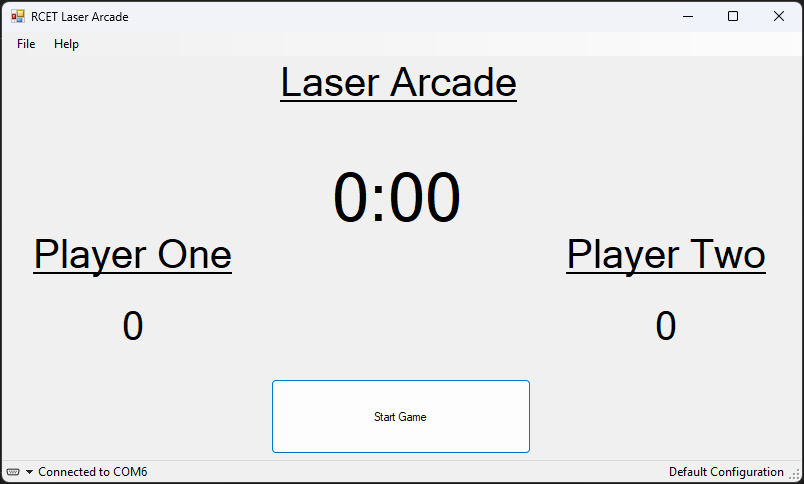 RCET Laser Arcade
File Help
Laser Arcade
0:00
Player One Player Two
0 0
Start Game
Connected to COM6 Default Configuration